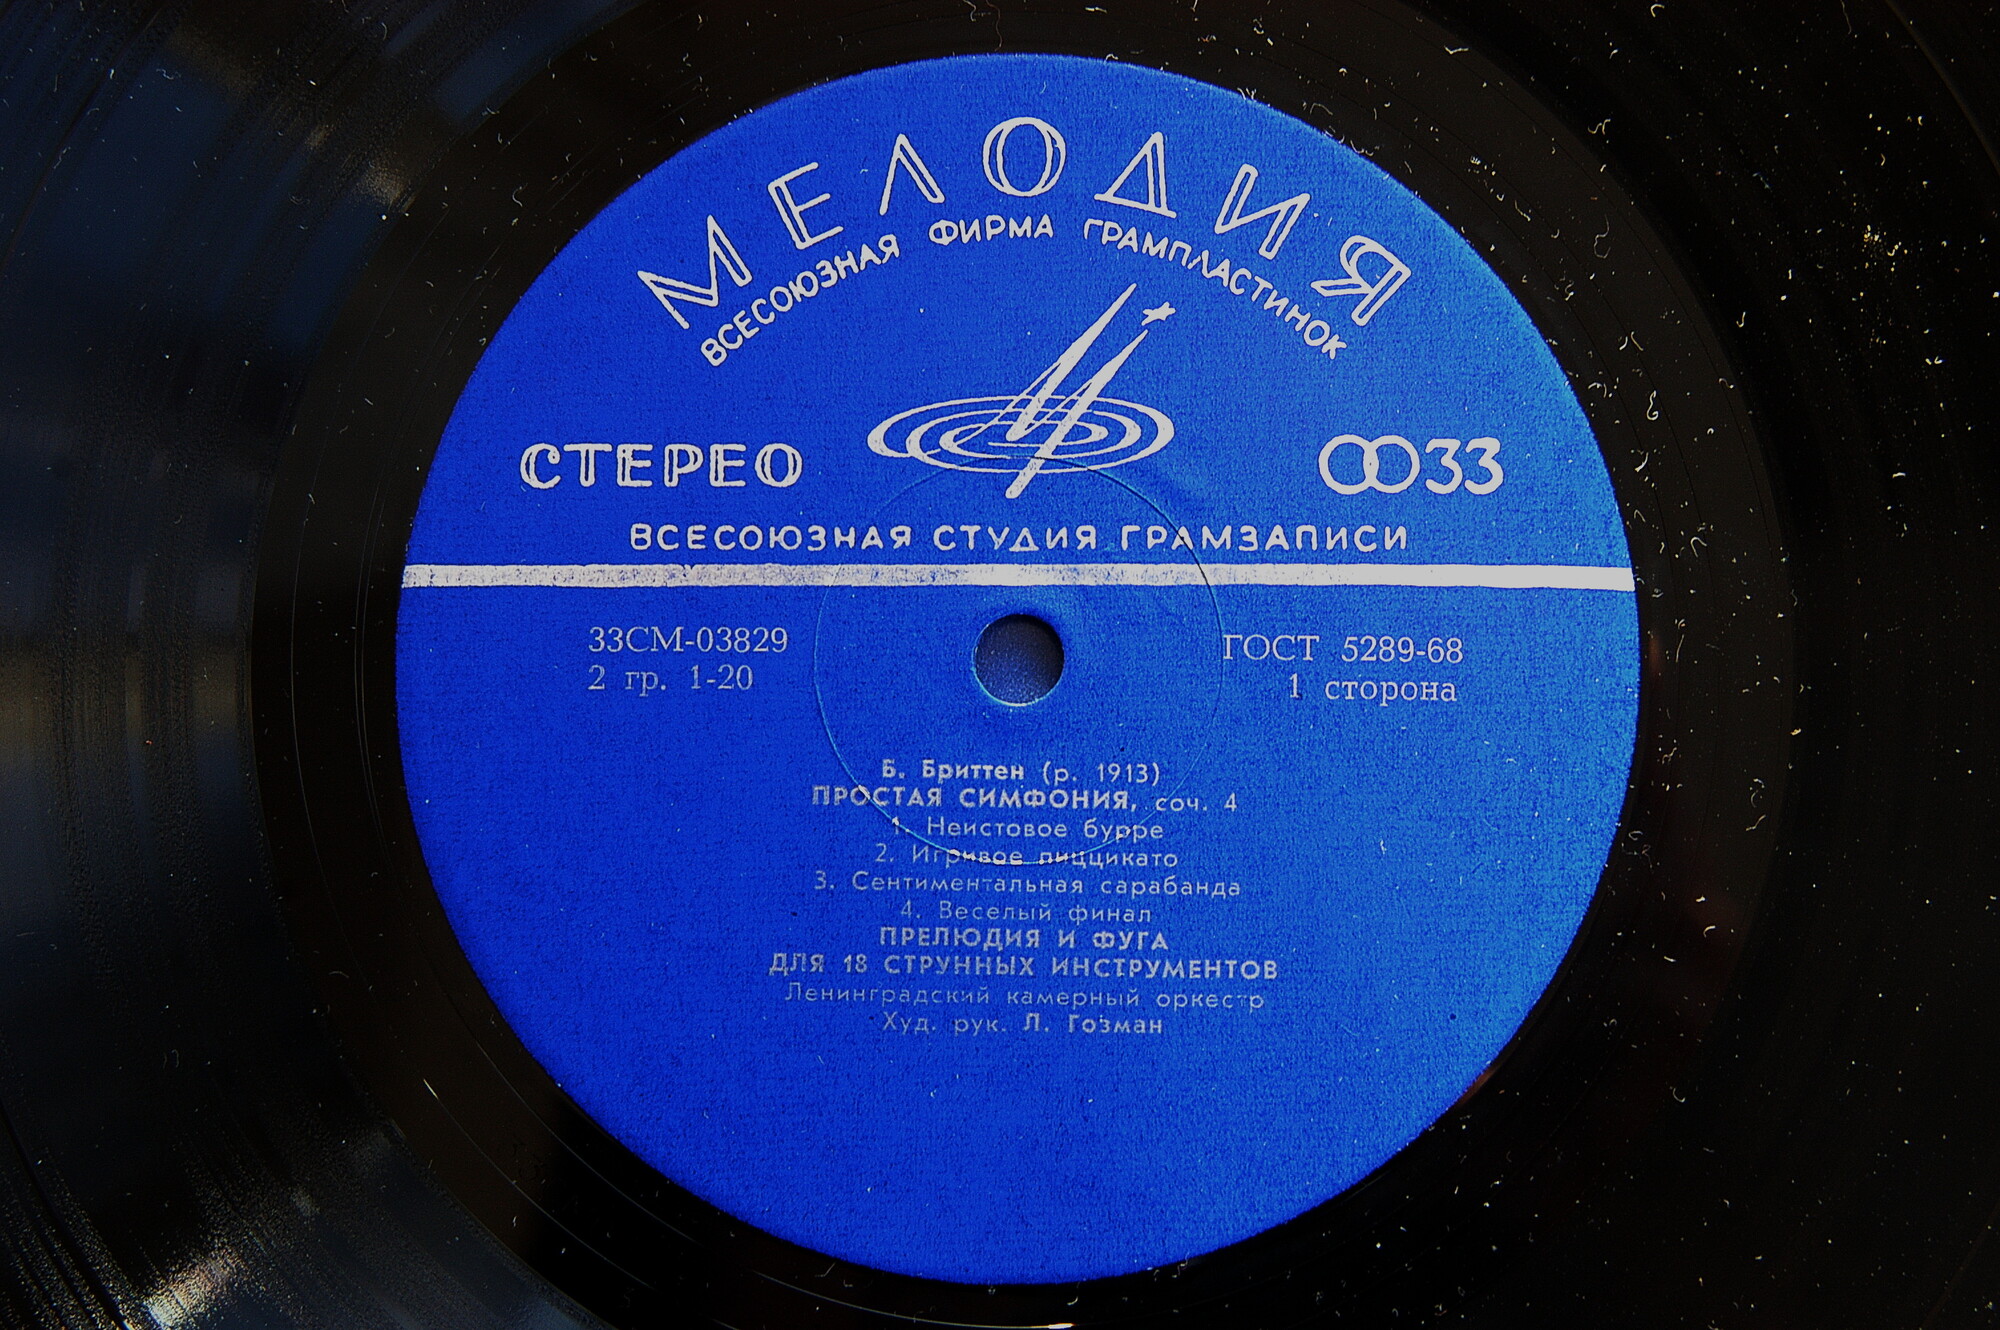 МЕЛОДИЯ
ВСЕСОЮЗНАЯ ФИРМА ГРАМПЛАСТИНОК
СТЕРЕО
33
ВСЕСОЮЗНАЯ СТУДИЯ ГРАМЗАПИСИ
33СМ-03829
2 гр. 1-20
ГОСТ 5289-68
1 сторона
Б. Бриттен (р. 1913)
ПРОСТАЯ СИМФОНИЯ, соч. 4
1. Неистовое бурре
2. Игривое пиццикато
3. Сентиментальная сарабанда
4. Веселый финал
ПРЕЛЮДИЯ И ФУГА
ДЛЯ 18 СТРУННЫХ ИНСТРУМЕНТОВ
Ленинградский камерный оркестр
Худ. рук. Л. Гозман